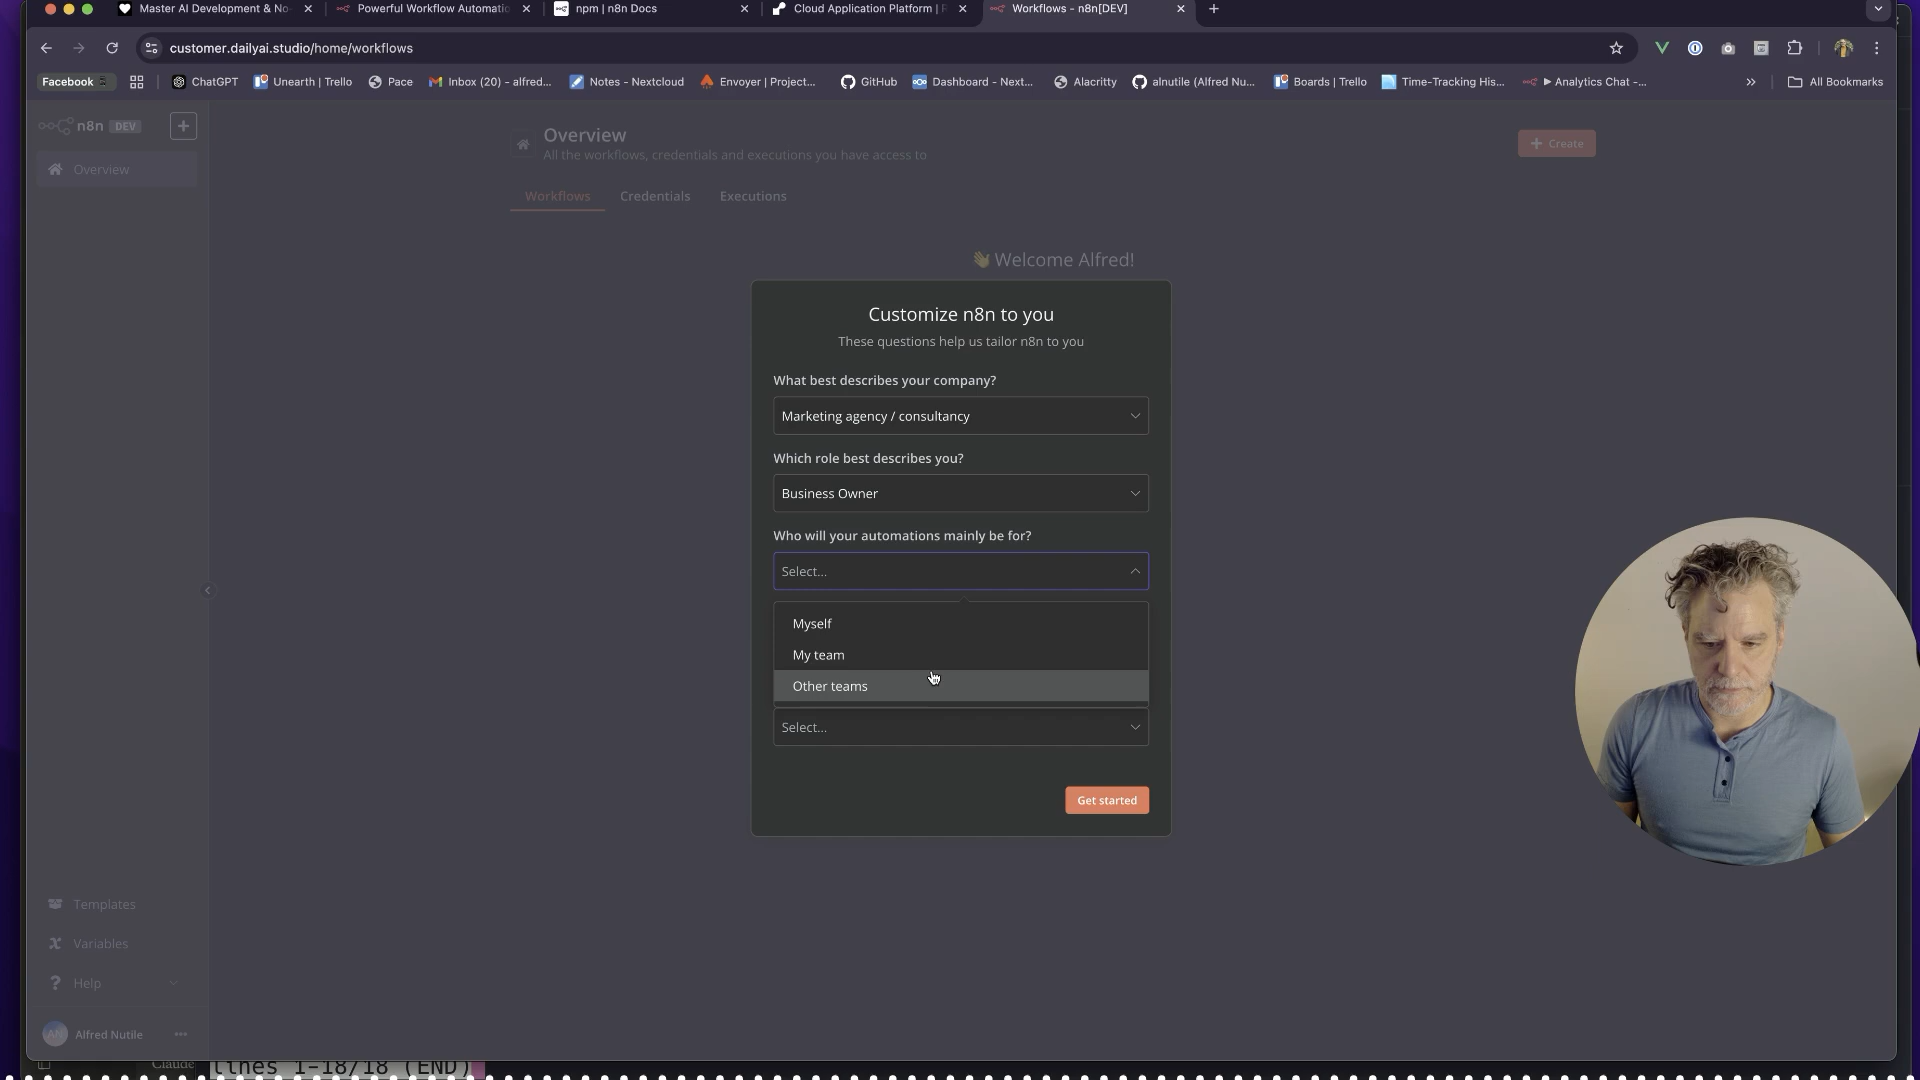 Master AI Development & No-
Powerful Workflow Automatic
npm | n8n Docs
Cloud Application Platform | R
Workflows - n8n[DEV]
customer.dailyai.studio/home/workflows
Facebook
ChatGPT
Unearth | Trello
Pace
Inbox (20) - alfred...
Notes - Nextcloud
Envoyer | Project...
GitHub
Dashboard - Next...
Alacritty
alnutile (Alfred Nu...
Boards | Trello
Time-Tracking His...
Analytics Chat -...
All Bookmarks
n8n DEV
Overview
Overview
All the workflows, credentials and executions you have access to
Create
Workflows
Credentials
Executions
Welcome Alfred!
Customize n8n to you
These questions help us tailor n8n to you
What best describes your company?
Marketing agency / consultancy
Which role best describes you?
Business Owner
Who will your automations mainly be for?
Select...
Myself
My team
Other teams
Select...
Get started
Templates
Variables
Help
AN
Alfred Nutile
Claude
lines 1-18/18 (END)